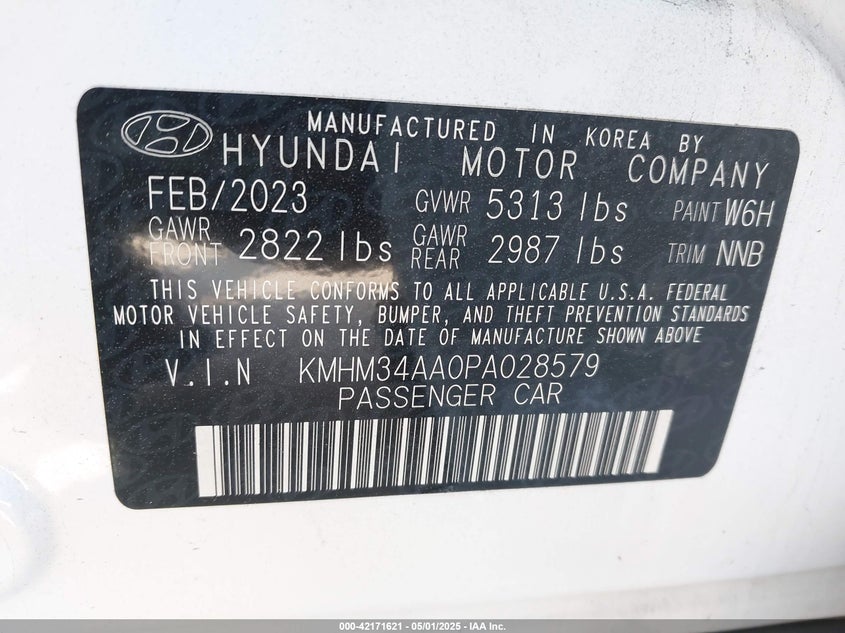 MANUFACTURED IN KOREA BY
HYUNDAI MOTOR COMPANY
FEB/2023 GVWR 5313 lbs PAINT W6H
GAWR FRONT 2822 lbs GAWR REAR 2987 lbs TRIM NNB
THIS VEHICLE CONFORMS TO ALL APPLICABLE U.S.A. FEDERAL
MOTOR VEHICLE SAFETY, BUMPER, AND THEFT PREVENTION STANDARDS
IN EFFECT ON THE DATE OF MANUFACTURE SHOWN ABOVE
V.I.N KMHM34AA0PA028579
PASSENGER CAR
000-42171621 - 05/01/2025 - IAA Inc.